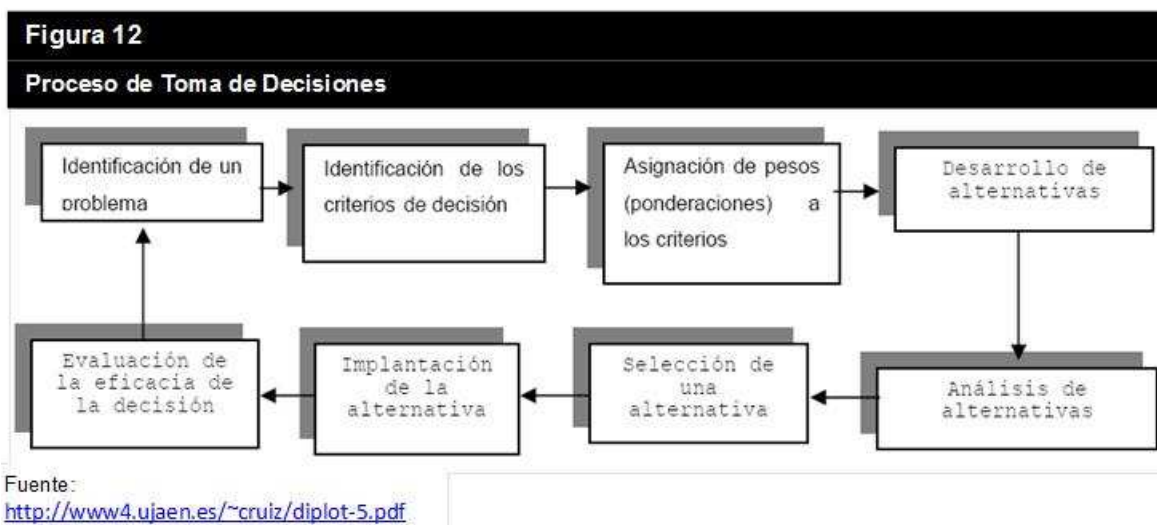 Figura 12
Proceso de Toma de Decisiones
Identificación de un
problema
Identificación de los
criterios de decisión
Asignación de pesos
(ponderaciones) a
los criterios
Desarrollo de
alternativas
Evaluación de
la eficacia de
la decisión
Implantación
de la
alternativa
Selección de
una
alternativa
Análisis de
alternativas
Fuente:
http://www4.ujaen.es/~cruiz/diplot-5.pdf